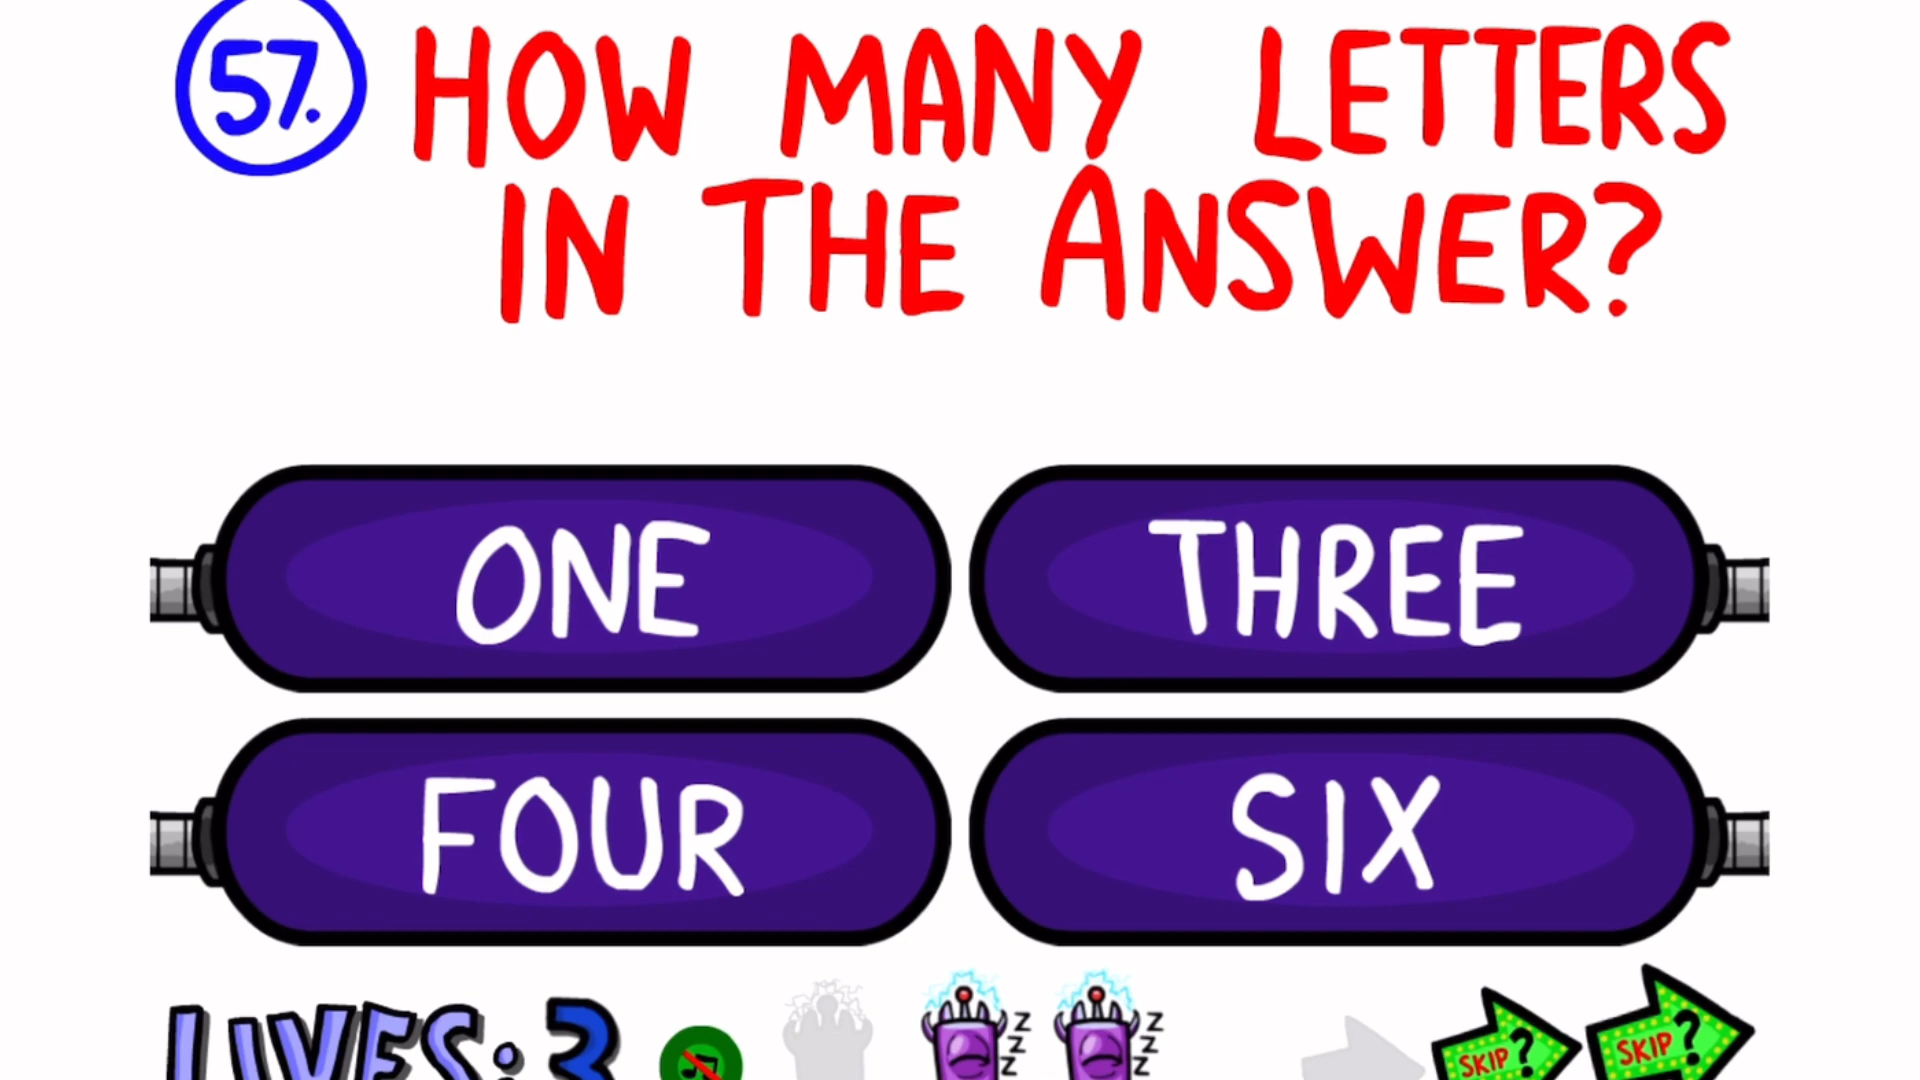 57. HOW MANY LETTERS
IN THE ANSWER?
ONE
THREE
FOUR
SIX
LIVES: 3
Z
Z
Z
Z
Z
Z
SKIP?
SKIP?